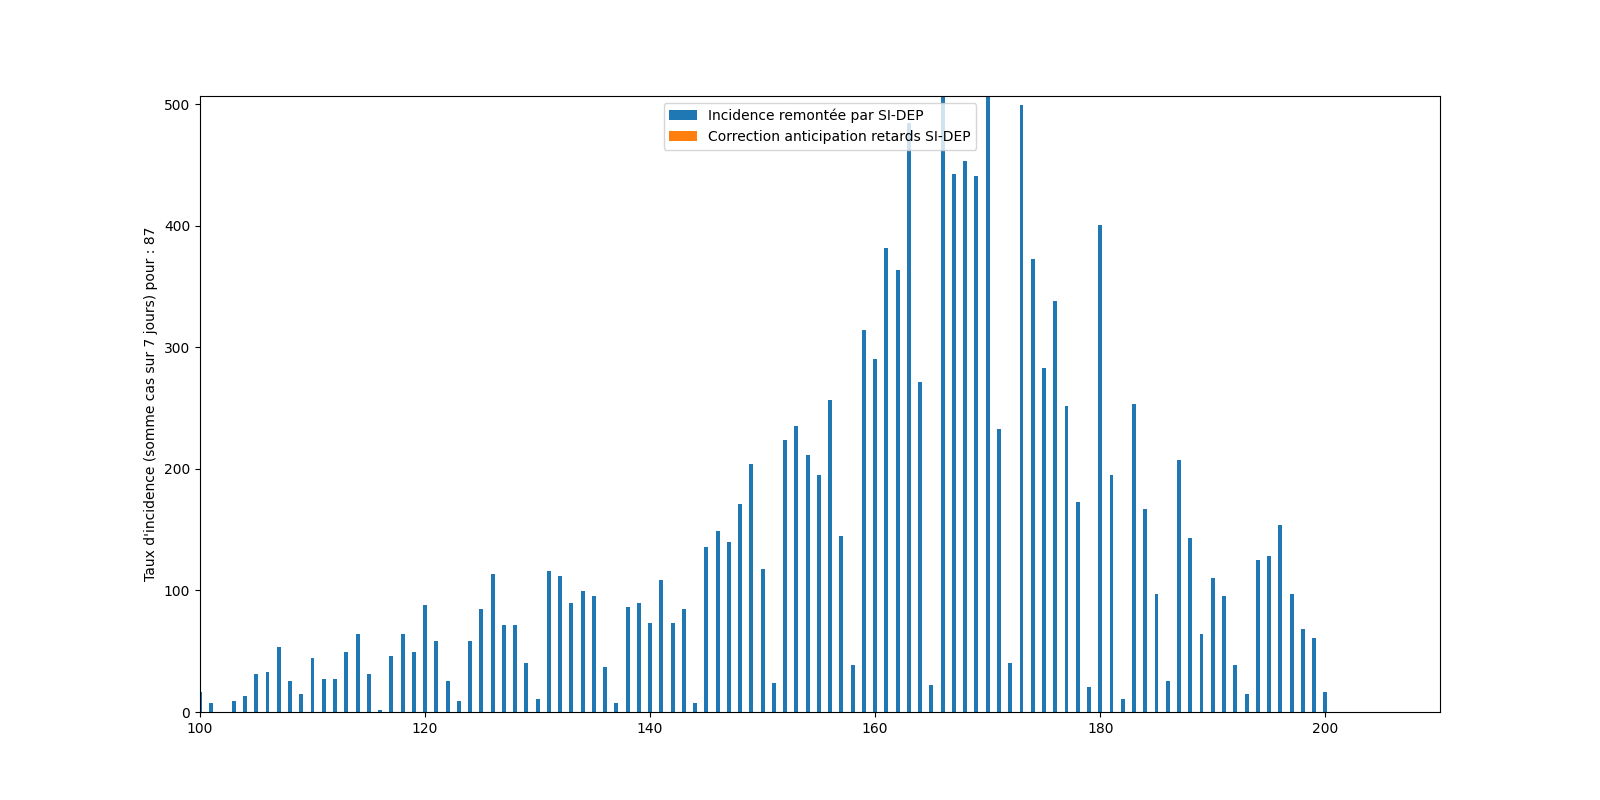 Incidence remontée par SI-DEP
Correction anticipation retards SI-DEP
Taux d'incidence (somme cas sur 7 jours) pour : 87
500
400
300
200
100
0
100 120 140 160 180 200